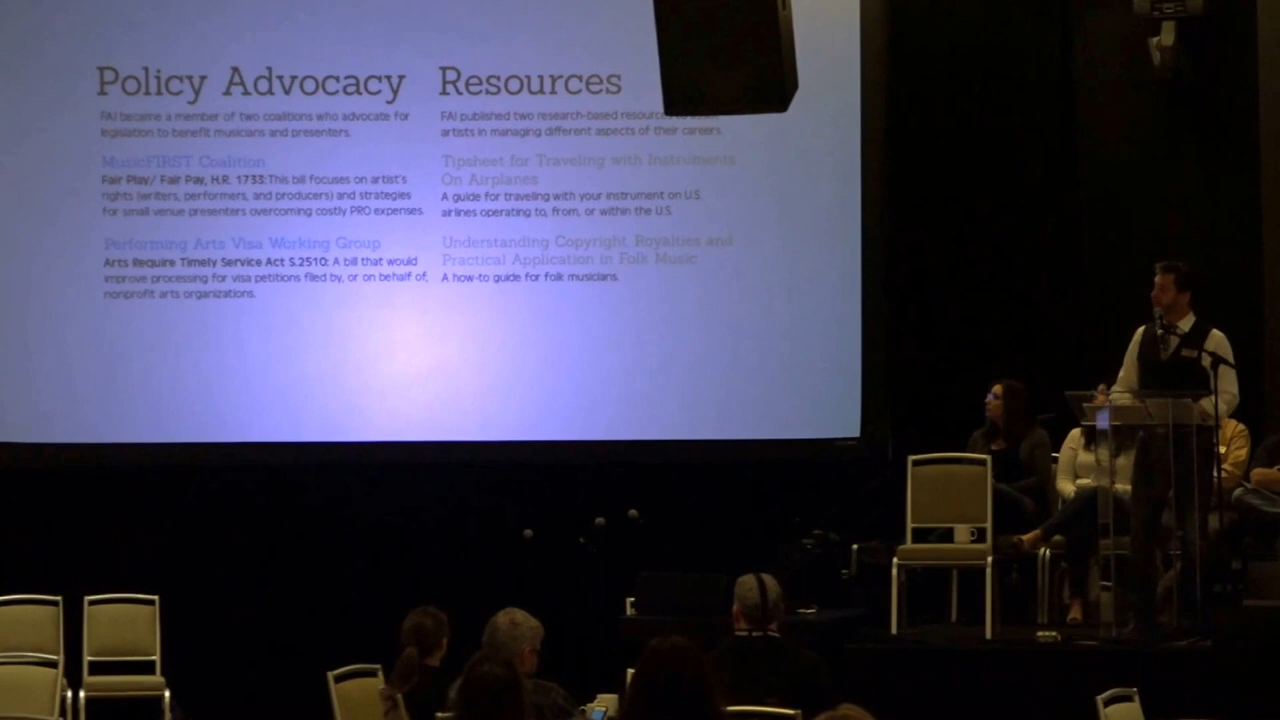 Policy Advocacy
FAI became a member of two coalitions who advocate for
legislation to benefit musicians and presenters.
MusicFIRST Coalition
Fair Play/ Fair Pay, H.R. 1733:This bill focuses on artist's
rights (writers, performers, and producers) and strategies
for small venue presenters overcoming costly PRO expenses.
Performing Arts Visa Working Group
Arts Require Timely Service Act S.2510: A bill that would
improve processing for visa petitions filed by, or on behalf of,
nonprofit arts organizations.
Resources
FAI published two research-based resources
artists in managing different aspects of their careers.
Tipsheet for Traveling with Instruments
On Airplanes
A guide for traveling with your instrument on U.S.
airlines operating to, from, or within the U.S.
Understanding Copyright, Royalties and
Practical Application in Folk Music
A how-to guide for folk musicians.